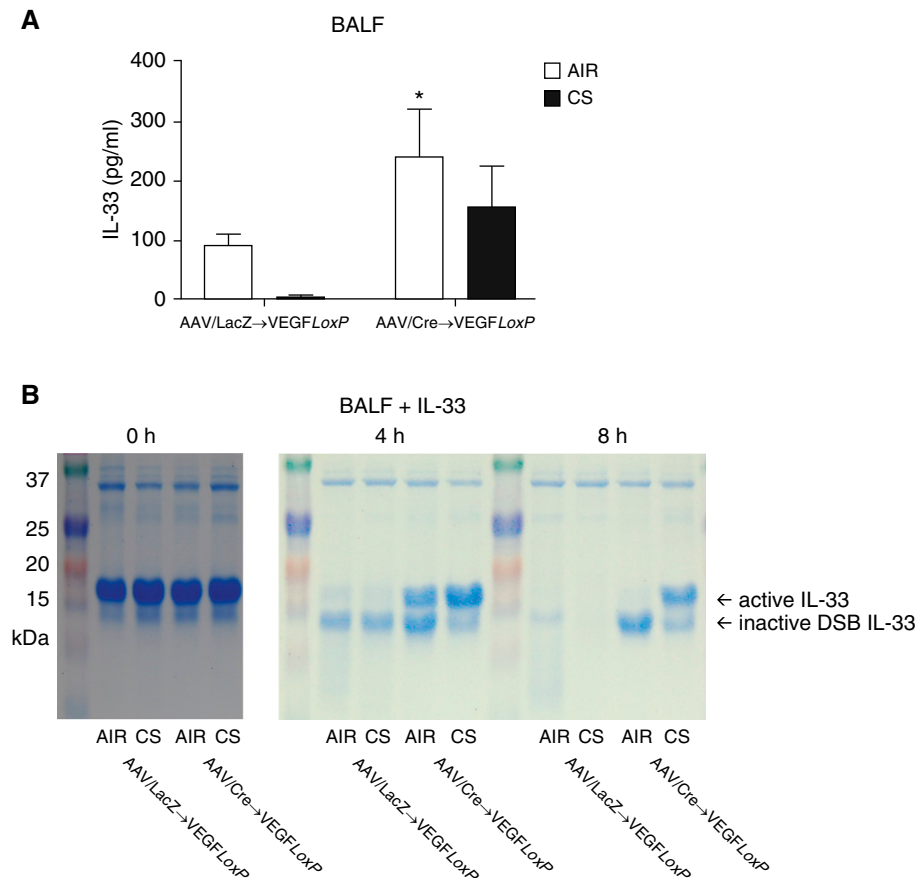 A
BALF
400
300
200
100
0
IL-33 (pg/ml)
*
AIR
CS
AAV/LacZ→VEGFLoxP AAV/Cre→VEGFLoxP
B
BALF + IL-33
0 h 4 h 8 h
37
25
20
15
kDa
← active IL-33
← inactive DSB IL-33
AIR CS AIR CS AIR CS AIR CS AIR CS AIR CS
AAV/LacZ→VEGFLoxP
AAV/Cre→VEGFLoxP
AAV/LacZ→VEGFLoxP
AAV/Cre→VEGFLoxP
AAV/LacZ→VEGFLoxP
AAV/Cre→VEGFLoxP